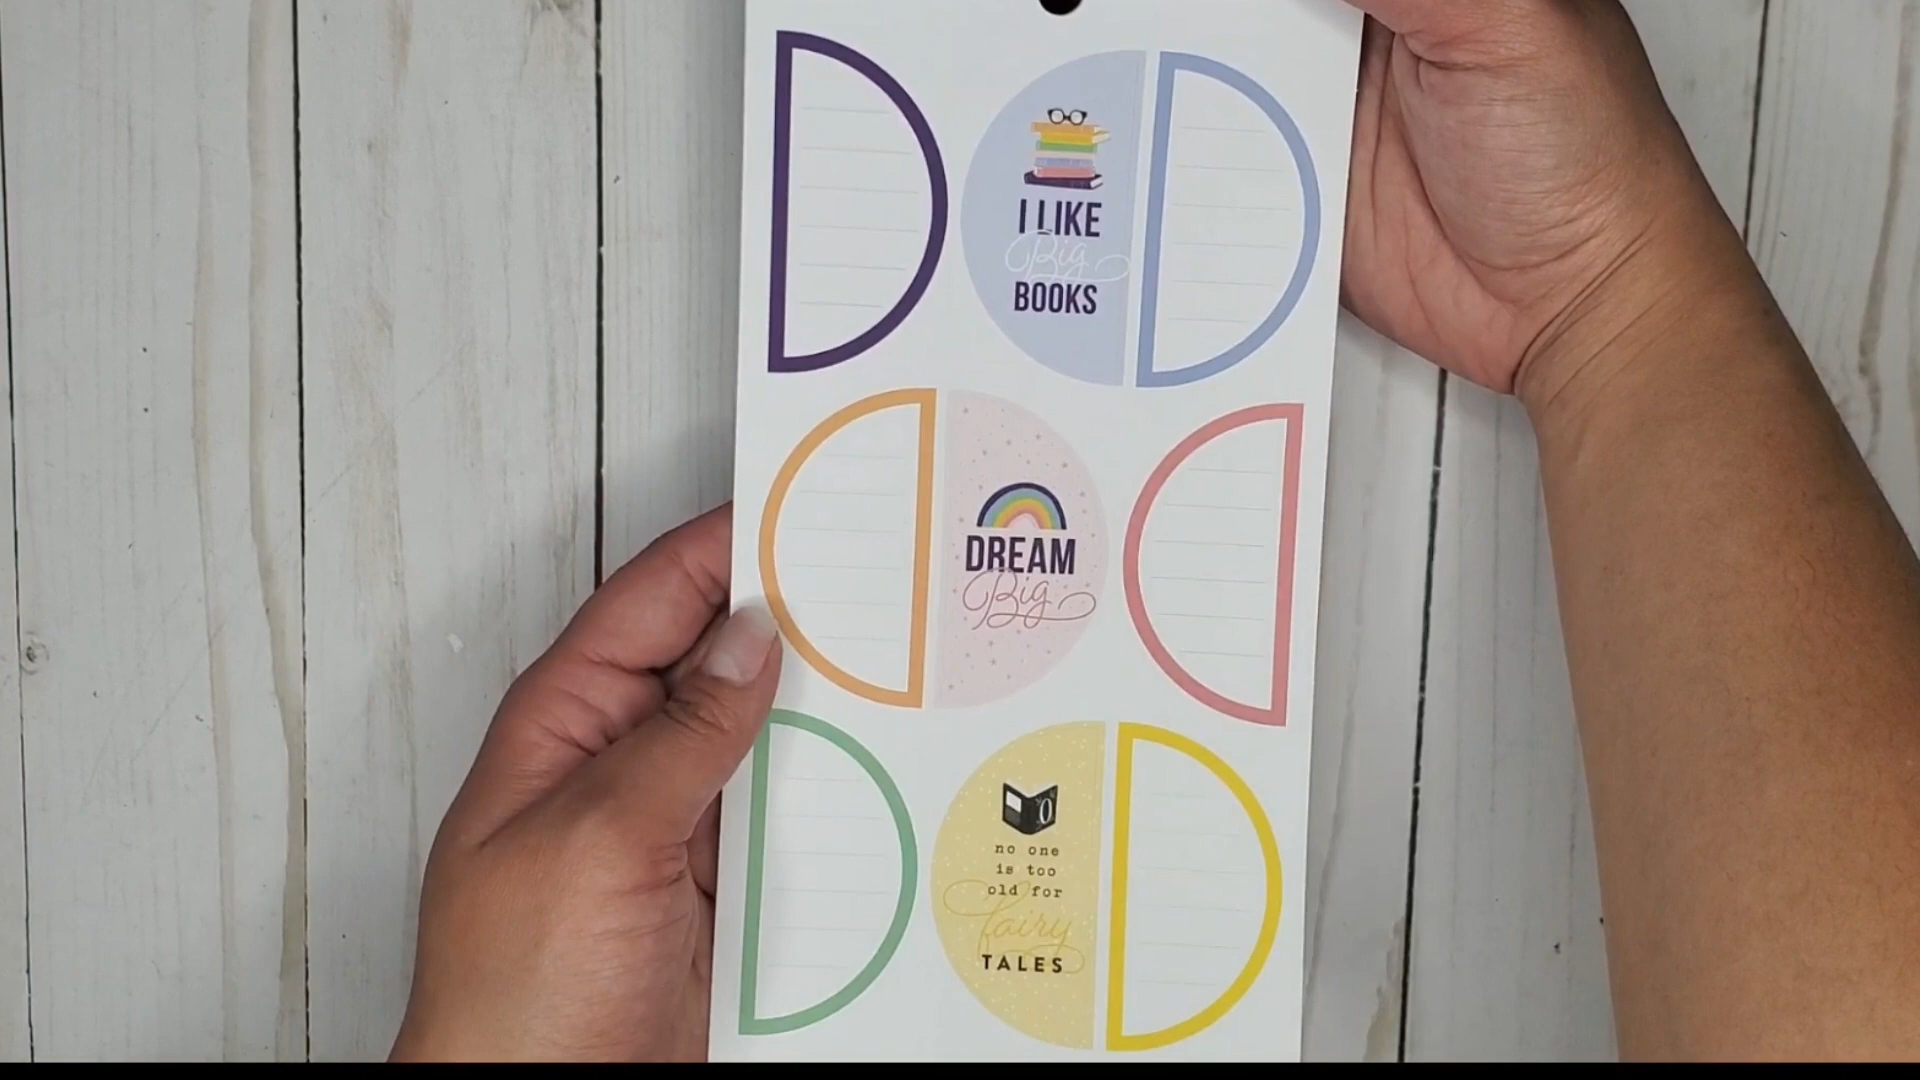 I LIKE
Big
BOOKS
DREAM
Big
no one
is too
old for
fairy
TALES